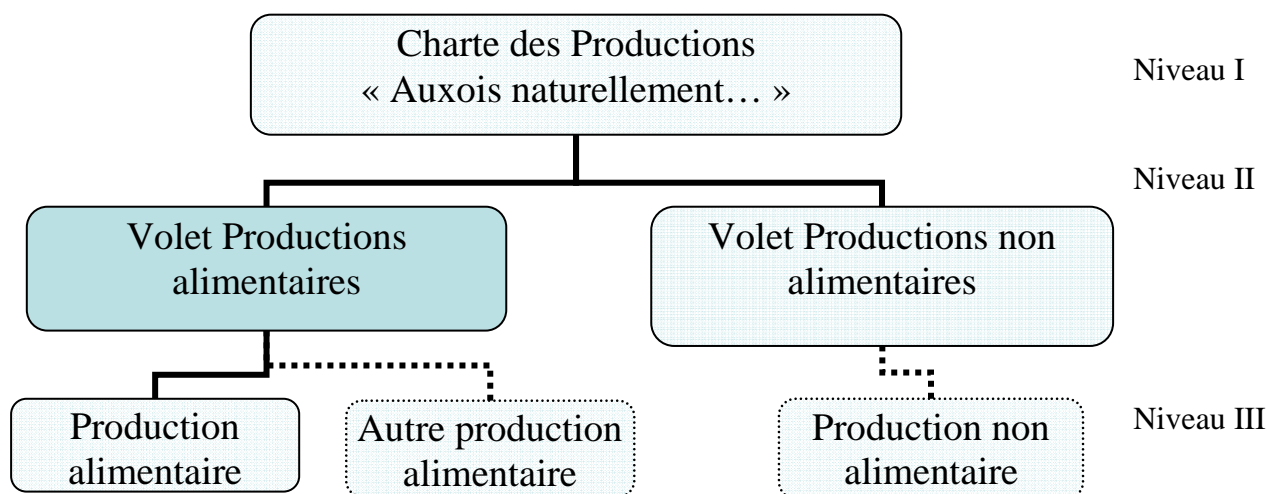 Charte des Productions
« Auxois naturellement… »
Niveau I
Niveau II
Volet Productions
alimentaires
Volet Productions non
alimentaires
Production
alimentaire
Autre production
alimentaire
Production non
alimentaire
Niveau III